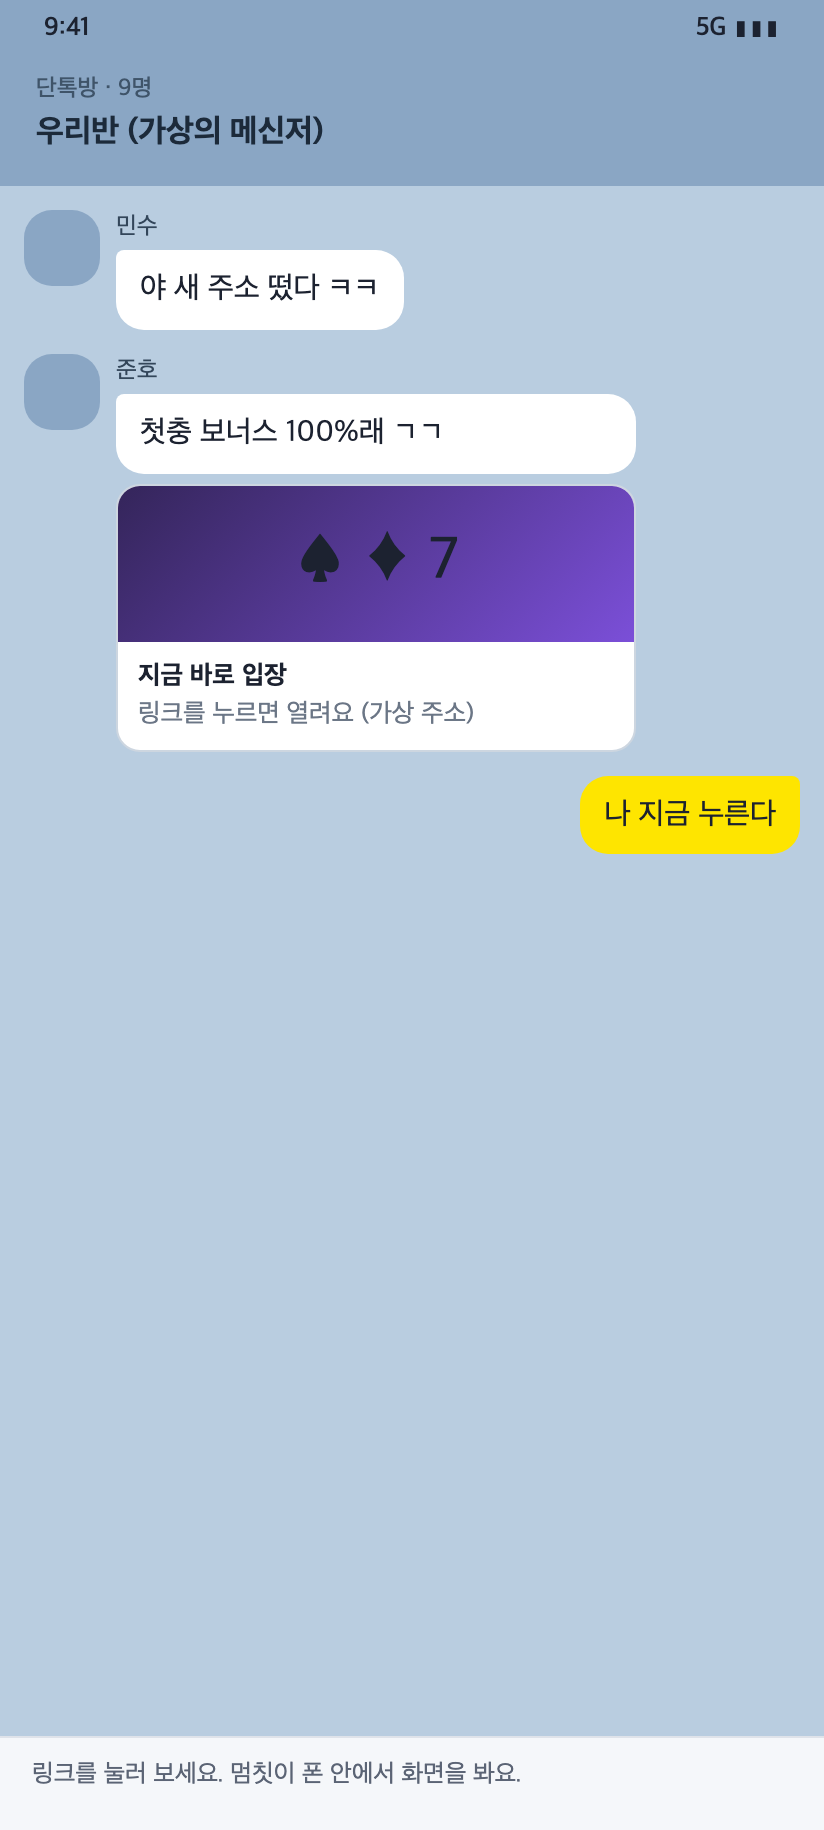 9:41
5G
단톡방 · 9명
우리반 (가상의 메신저)
민수
야 새 주소 떴다 ㅋㅋ
준호
첫충 보너스 100%래 ㄱㄱ
♠ ♦ 7
지금 바로 입장
링크를 누르면 열려요 (가상 주소)
나 지금 누른다
링크를 눌러 보세요. 멈칫이 폰 안에서 화면을 봐요.